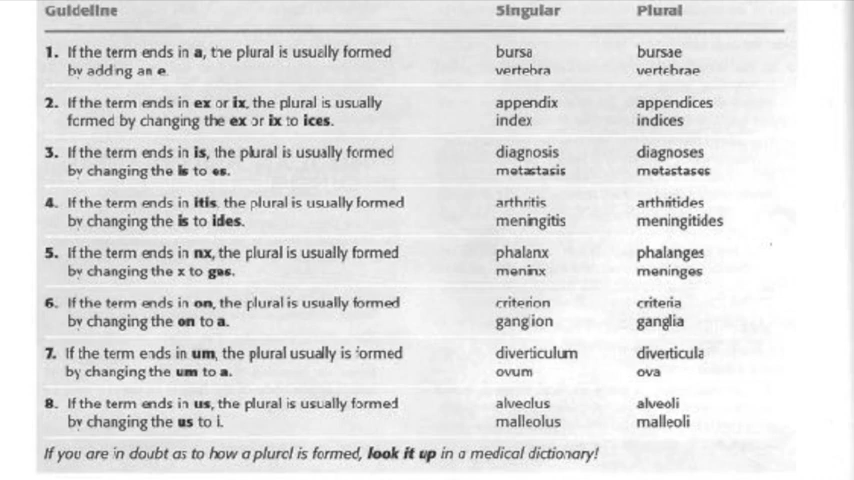 Guideline Singular Plural
1. If the term ends in a, the plural is usually formed bursa bursae
by adding an e. vertebra vertebrae
2. If the term ends in ex or ix, the plural is usually appendix appendices
formed by changing the ex or ix to ices. index indices
3. If the term ends in is, the plural is usually formed diagnosis diagnoses
by changing the is to es. metastasis metastases
4. If the term ends in itis, the plural is usually formed arthritis arthritides
by changing the is to ides. meningitis meningitides
5. If the term ends in nx, the plural is usually formed phalanx phalanges
by changing the x to ges. meninx meninges
6. If the term ends in on, the plural is usually formed criterion criteria
by changing the on to a. ganglion ganglia
7. If the term ends in um, the plural usually is formed diverticulum diverticula
by changing the um to a. ovum ova
8. If the term ends in us, the plural is usually formed alveolus alveoli
by changing the us to i. malleolus malleoli
If you are in doubt as to how a plural is formed, look it up in a medical dictionary!